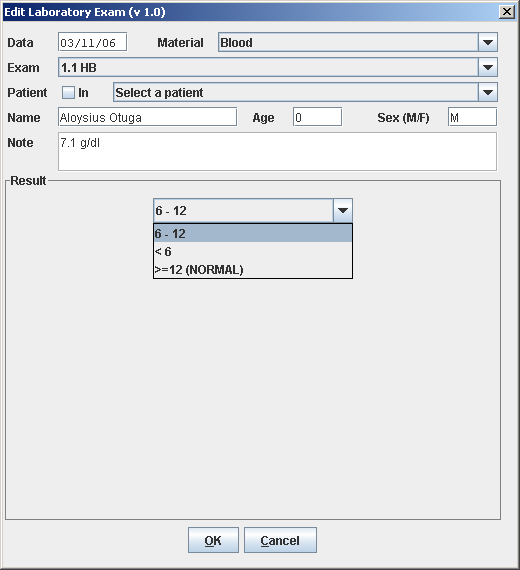 Edit Laboratory Exam (v 1.0)
Data 03/11/06 Material Blood
Exam 1.1 HB
Patient In Select a patient
Name Aloysius Otuga Age 0 Sex (M/F) M
Note 7.1 g/dl
Result
6 - 12
6 - 12
< 6
>=12 (NORMAL)
OK Cancel